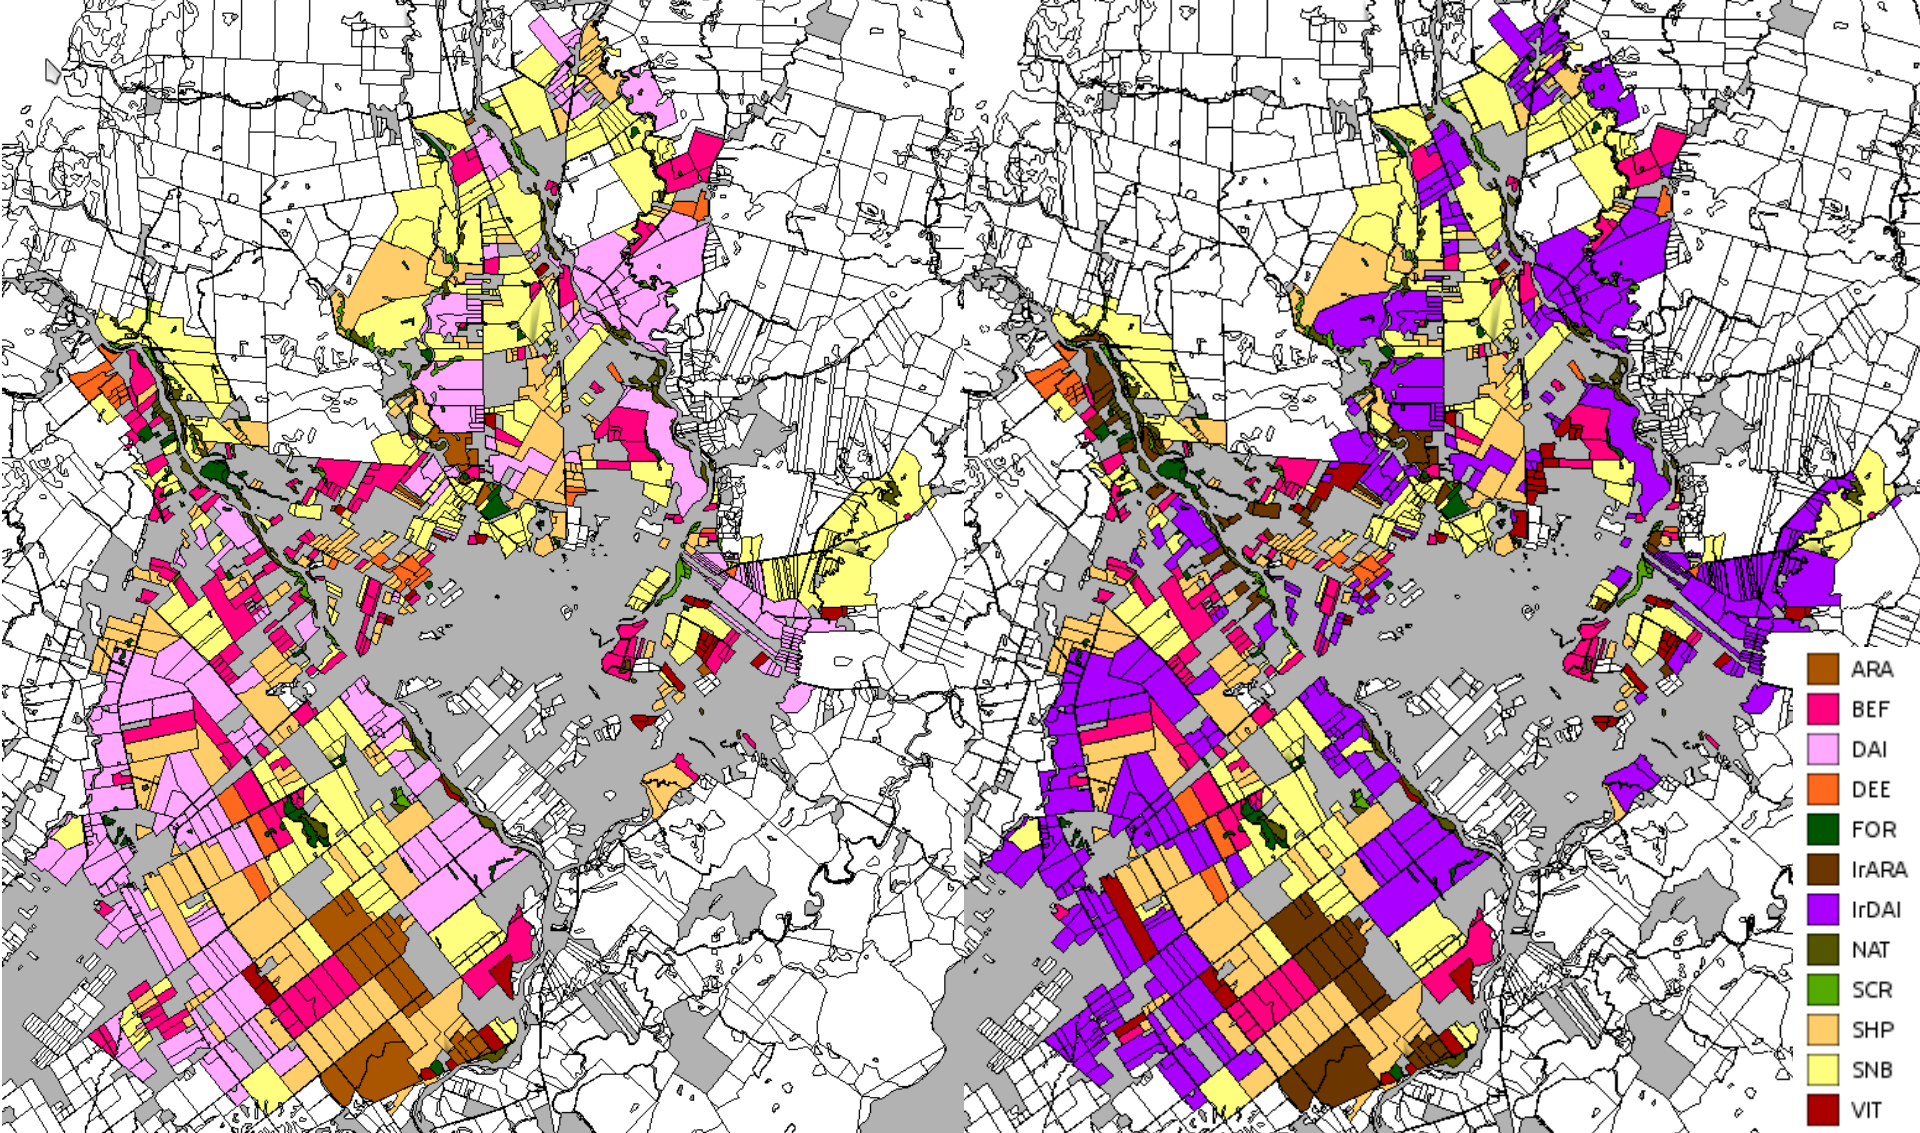 ARA
BEF
DAI
DEE
FOR
IrARA
IrDAI
NAT
SCR
SHP
SNB
VIT